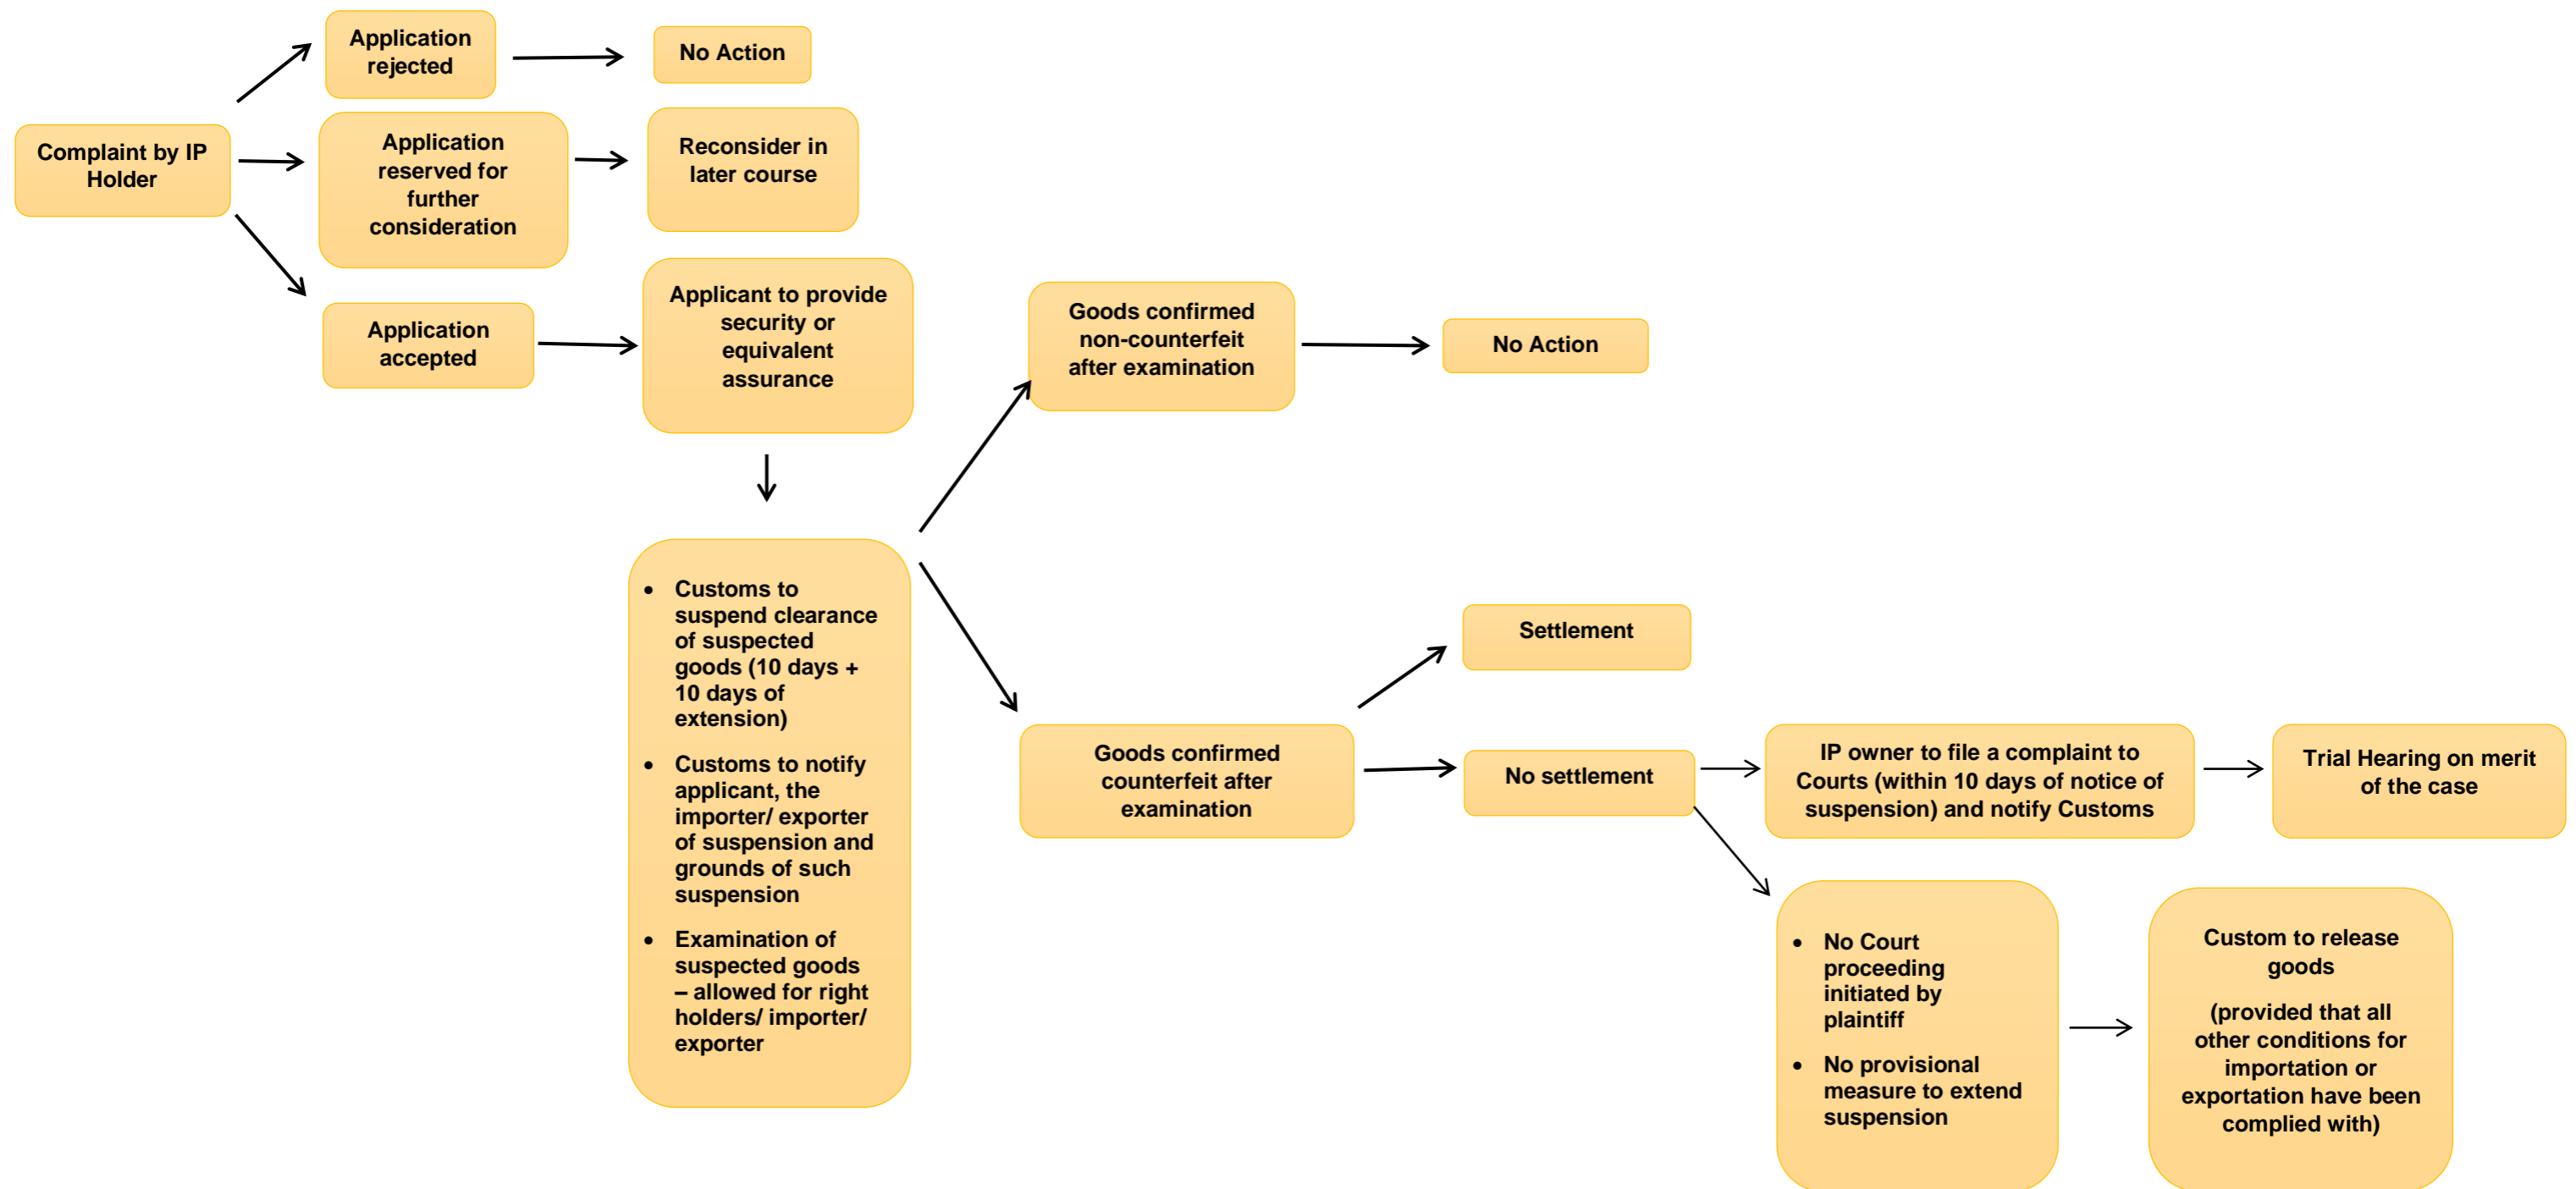 Application
rejected
No Action
Complaint by IP
Holder
Application
reserved for
further
consideration
Reconsider in
later course
Application
accepted
Applicant to provide
security or
equivalent
assurance
Goods confirmed
non-counterfeit
after examination
No Action
• Customs to
suspend clearance
of suspected
goods (10 days +
10 days of
extension)
• Customs to notify
applicant, the
importer/ exporter
of suspension and
grounds of such
suspension
• Examination of
suspected goods
– allowed for right
holders/ importer/
exporter
Goods confirmed
counterfeit after
examination
Settlement
No settlement
IP owner to file a complaint to
Courts (within 10 days of notice of
suspension) and notify Customs
Trial Hearing on merit
of the case
• No Court
proceeding
initiated by
plaintiff
• No provisional
measure to extend
suspension
Custom to release
goods
(provided that all
other conditions for
importation or
exportation have been
complied with)